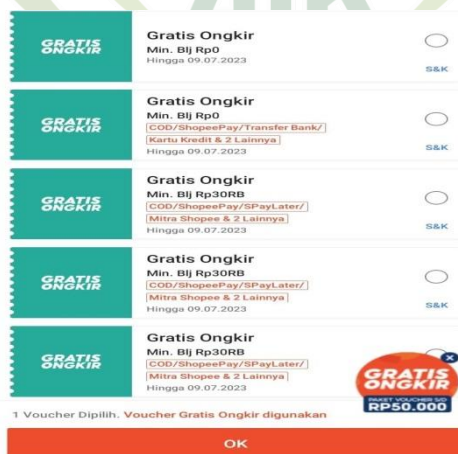 GRATIS
ONGKIR
Gratis Ongkir
Min. Blj Rp0
Hingga 09.07.2023
S&K
GRATIS
ONGKIR
Gratis Ongkir
Min. Blj Rp0
COD/ShopeePay/Transfer Bank/
Kartu Kredit & 2 Lainnya
Hingga 09.07.2023
S&K
GRATIS
ONGKIR
Gratis Ongkir
Min. Blj Rp30RB
COD/ShopeePay/SPayLater/
Mitra Shopee & 2 Lainnya
Hingga 09.07.2023
S&K
GRATIS
ONGKIR
Gratis Ongkir
Min. Blj Rp30RB
COD/ShopeePay/SPayLater/
Mitra Shopee & 2 Lainnya
Hingga 09.07.2023
S&K
GRATIS
ONGKIR
Gratis Ongkir
Min. Blj Rp30RB
COD/ShopeePay/SPayLater/
Mitra Shopee & 2 Lainnya
Hingga 09.07.2023
GRATIS
ONGKIR
PAKET VOUCHER S/D
RP50.000
1 Voucher Dipilih. Voucher Gratis Ongkir digunakan
OK